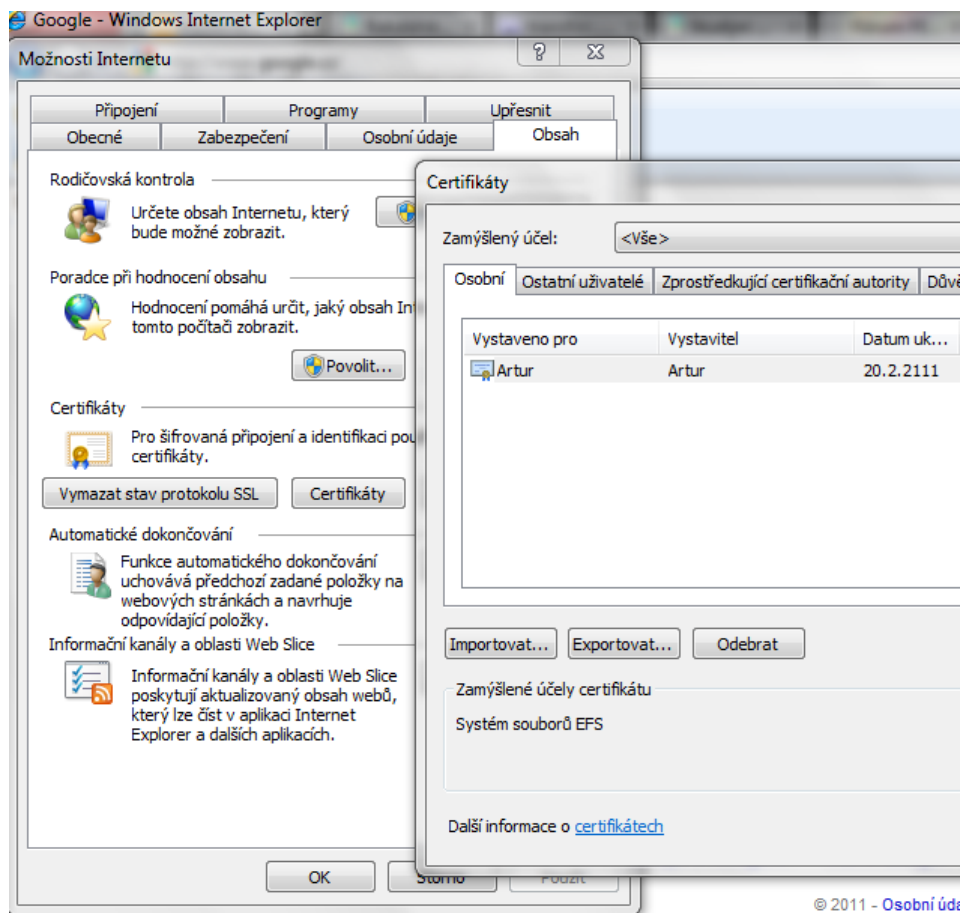 Google - Windows Internet Explorer
Možnosti Internetu
Připojení Programy Upřesnit
Obecné Zabezpečení Osobní údaje Obsah
Rodičovská kontrola
Určete obsah Internetu, který
bude možné zobrazit.
Poradce při hodnocení obsahu
Hodnocení pomáhá určit, jaký obsah In
tomto počítači zobrazit.
Povolit...
Certifikáty
Pro šifrovaná připojení a identifikaci pou
certifikáty.
Vymazat stav protokolu SSL Certifikáty
Automatické dokončování
Funkce automatického dokončování
uchovává předchozí zadané položky na
webových stránkách a navrhuje
odpovídající položky.
Informační kanály a oblasti Web Slice
Informační kanály a oblasti Web Slice
poskytují aktualizovaný obsah webů,
který lze číst v aplikaci Internet
Explorer a dalších aplikacích.
OK Storno Použít
Certifikáty
Zamýšlený účel: <Vše>
Osobní Ostatní uživatelé Zprostředkující certifikační autority Důvě
Vystaveno pro Vystavitel Datum uk...
Artur Artur 20.2.2111
Importovat... Exportovat... Odebrat
Zamýšlené účely certifikátu
Systém souborů EFS
Další informace o certifikátech
© 2011 - Osobní úda